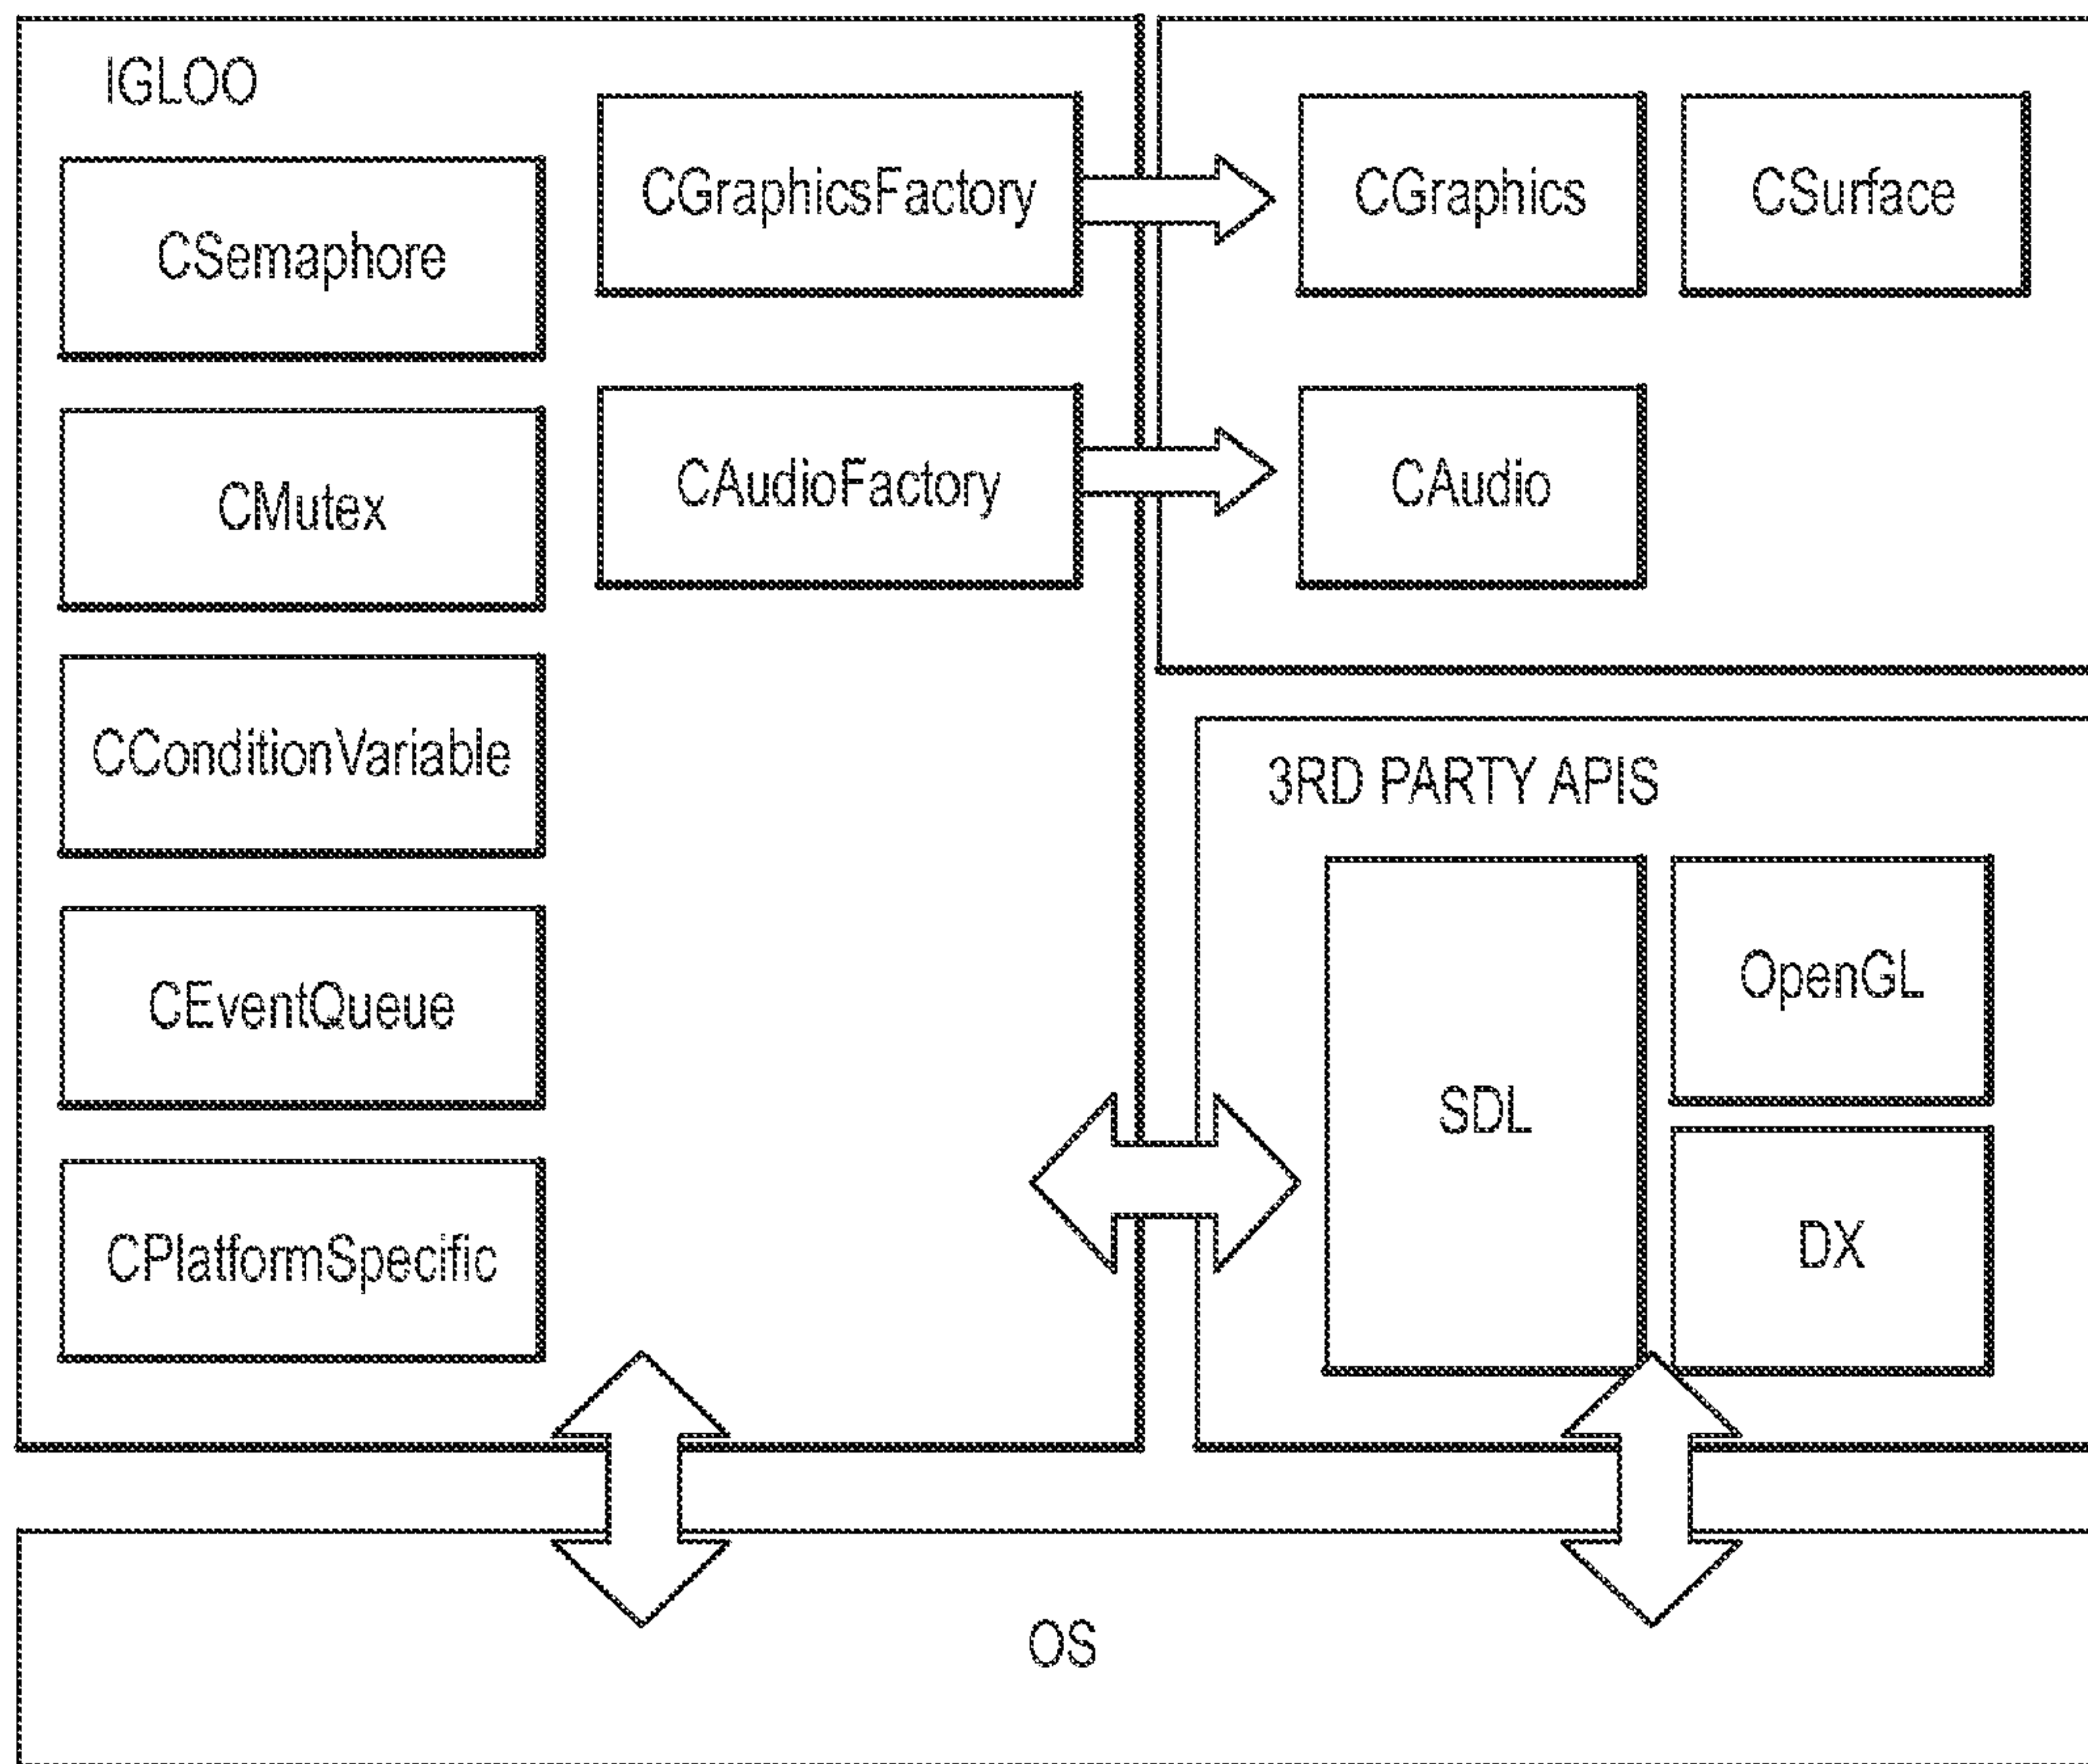 IGLOO
CSemaphore
CMutex
CConditionVariable
CEventQueue
CPlatformSpecific
CGraphicsFactory
CAudioFactory
CGraphics
CSurface
CAudio
3RD PARTY APIS
SDL
OpenGL
DX
OS